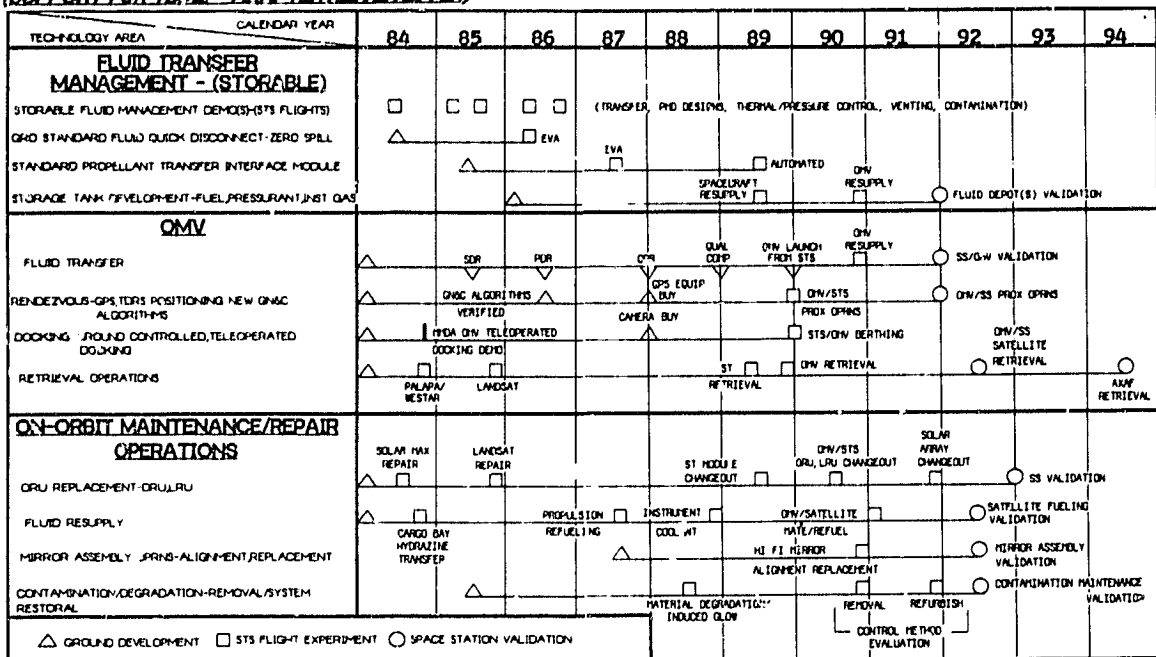 CALENDAR YEAR
TECHNOLOGY AREA
84 85 86 87 88 89 90 91 92 93 94
FLUID TRANSFER
MANAGEMENT - (STORABLE)
STORABLE FLUID MANAGEMENT DEMO(S)-(STS FLIGHTS)
(TRANSFER, PMD DESIGNS, THERMAL/PRESSURE CONTROL, VENTING, CONTAMINATION)
GRO STANDARD FLUID QUICK DISCONNECT-ZERO SPILL
EVA
STANDARD PROPELLANT TRANSFER INTERFACE MODULE
EVA
AUTOMATED
STORAGE TANK DEVELOPMENT-FUEL,PRESSURANT,INST GAS
SPACECRAFT
RESUPPLY
OMV
RESUPPLY
FLUID DEPOT(S) VALIDATION
OMV
FLUID TRANSFER
SDR
PDR
CDR
QUAL
COMP
OMV LAUNCH
FROM STS
OMV
RESUPPLY
SS/ VALIDATION
RENDEZVOUS-GPS,TDRS POSITIONING NEW GN&C
ALGORITHMS
GN&C ALGORITHMS
VERIFIED
GPS EQUIP
BUY
OMV/STS
PROX OPRNS
OMV/SS PROX OPRNS
DOCKING GROUND CONTROLLED,TELEOPERATED
DOCKING
MMDA OMV TELEOPERATED
DOCKING DEMO
CAMERA BUY
STS/OMV BERTHING
OMV/SS
SATELLITE
RETRIEVAL
RETRIEVAL OPERATIONS
PALAPA/
WESTAR
LANDSAT
ST
RETRIEVAL
OMV RETRIEVAL
AXAF
RETRIEVAL
ON-ORBIT MAINTENANCE/REPAIR
OPERATIONS
ORU REPLACEMENT-ORU,LRU
SOLAR MAX
REPAIR
LANDSAT
REPAIR
ST MODULE
CHANGEOUT
OMV/STS
ORU, LRU CHANGEOUT
SOLAR
ARRAY
CHANGEOUT
SS VALIDATION
FLUID RESUPPLY
CARGO BAY
HYDRAZINE
TRANSFER
PROPULSION
REFUELING
INSTRUMENT
OMV/SATELLITE
MATE/REFUEL
SATELLITE FUELING
VALIDATION
MIRROR ASSEMBLY OPRNS-ALIGNMENT,REPLACEMENT
HI FI MIRROR
ALIGNMENT REPLACEMENT
MIRROR ASSEMBLY
VALIDATION
CONTAMINATION/DEGRADATION-REMOVAL/SYSTEM
RESTORAL
MATERIAL DEGRADATION/
INDUCED GLOW
REMOVAL
REFURBISH
CONTROL METHOD
EVALUATION
CONTAMINATION MAINTENANCE
VALIDATION
GROUND DEVELOPMENT
STS FLIGHT EXPERIMENT
SPACE STATION VALIDATION